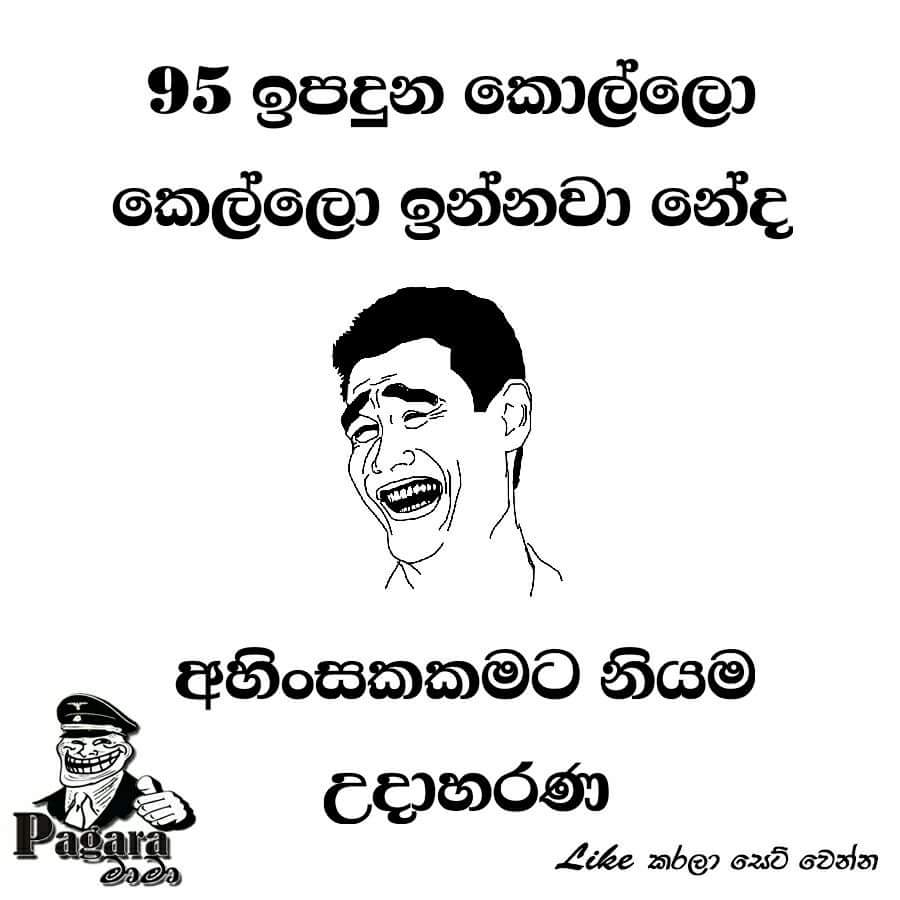 95 ඉපදුන කොල්ලො
කෙල්ලො ඉන්නවා නේද
අහිංසකකමට නියම
උදාහරණ
Pagara
මාමා
Like කරලා සෙට් වෙන්න